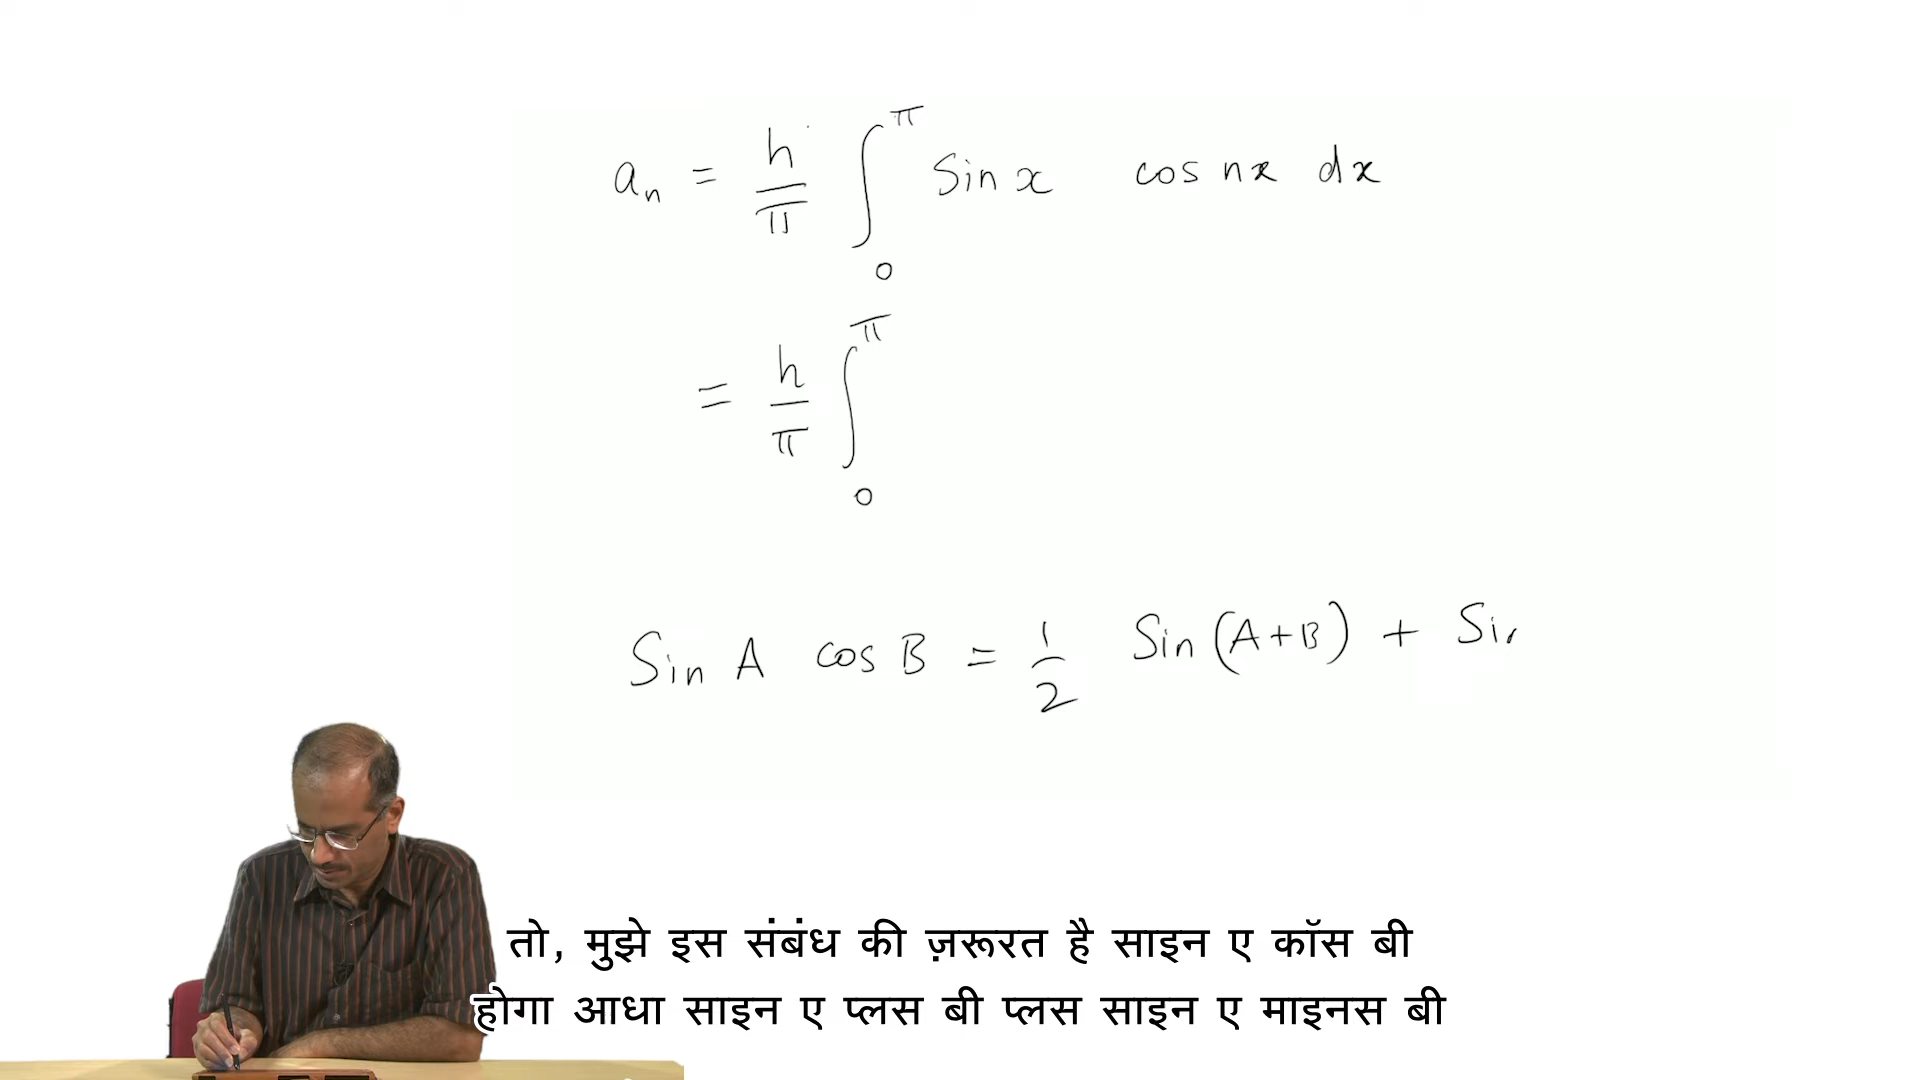 aₙ = h/π ∫₀^π Sin x cos nx dx
= h/π ∫₀^π
Sin A cos B = 1/2 Sin (A+B) + Sin
तो, मुझे इस संबंध की ज़रूरत है साइन ए कॉस बी
होगा आधा साइन ए प्लस बी प्लस साइन ए माइनस बी